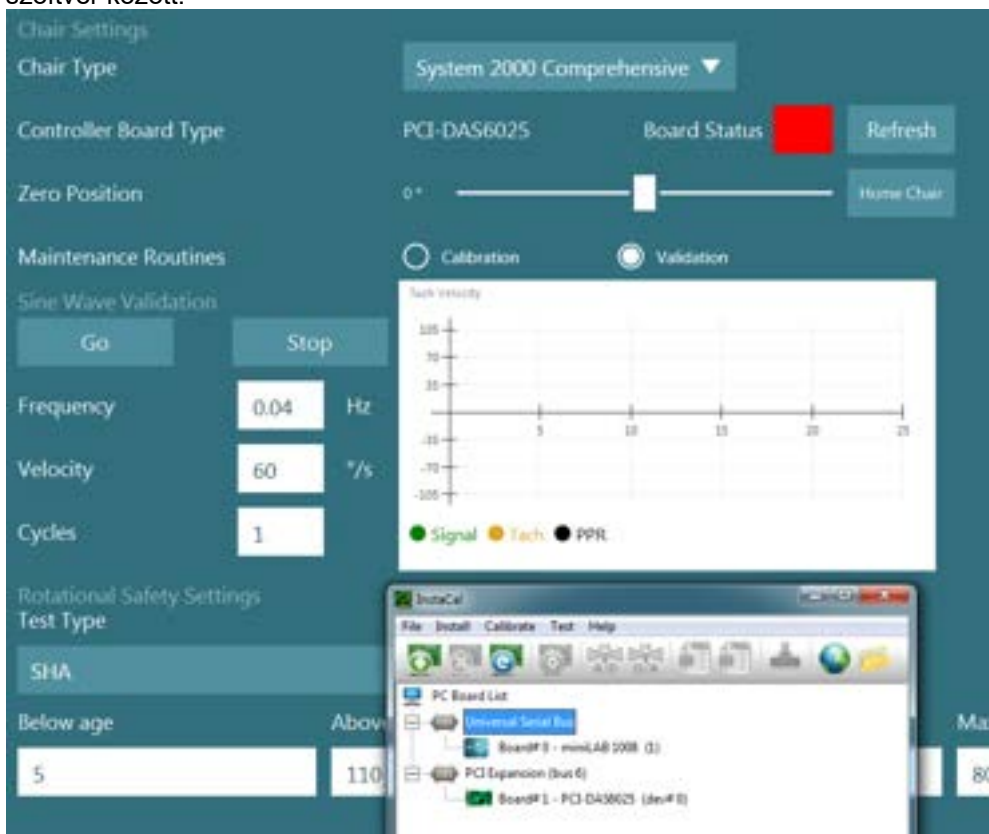 szoftver között.
Chair Settings
Chair Type
System 2000 Comprehensive
Controller Board Type
PCI-DAS6025
Board Status
Refresh
Zero Position
0°
Home Chair
Maintenance Routines
Calibration
Validation
Sine Wave Validation
Tach Velocity
Go
Stop
105
70
35
-35
-70
-105
5
10
15
20
25
Frequency
0.04
Hz
Velocity
60
°/s
Cycles
1
Signal
Tach
PPR
Rotational Safety Settings
Test Type
SHA
Below age
5
110
80
InstaCal
File Install Calibrate Test Help
PC Board List
Universal Serial Bus
Board# 0 - miniLAB 1008 (1)
PCI Expansion (bus 6)
Board# 1 - PCI-DAS6025 (dev# 0)